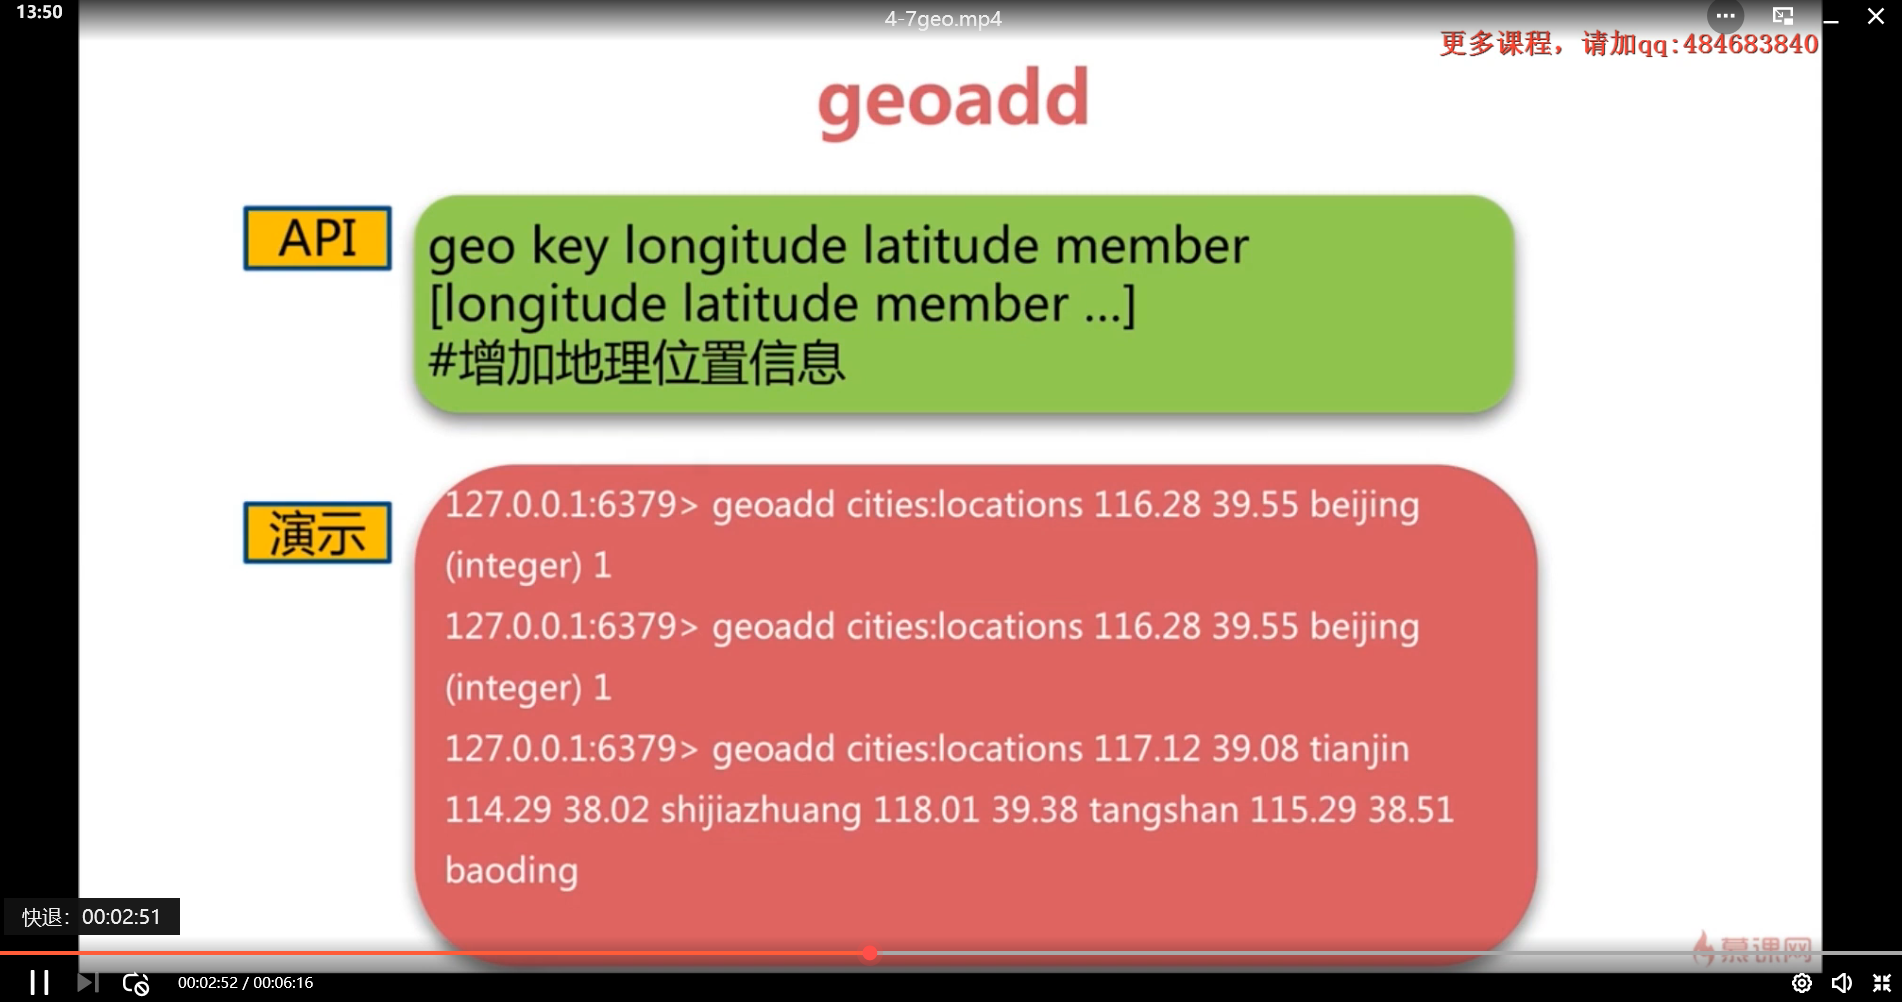 13:50
4-7geo.mp4
更多课程，请加qq:484683840
geoadd
API
geo key longitude latitude member
[longitude latitude member ...]
#增加地理位置信息
演示
127.0.0.1:6379> geoadd cities:locations 116.28 39.55 beijing
(integer) 1
127.0.0.1:6379> geoadd cities:locations 116.28 39.55 beijing
(integer) 1
127.0.0.1:6379> geoadd cities:locations 117.12 39.08 tianjin
114.29 38.02 shijiazhuang 118.01 39.38 tangshan 115.29 38.51
baoding
快退：00:02:51
慕课网
00:02:52 / 00:06:16